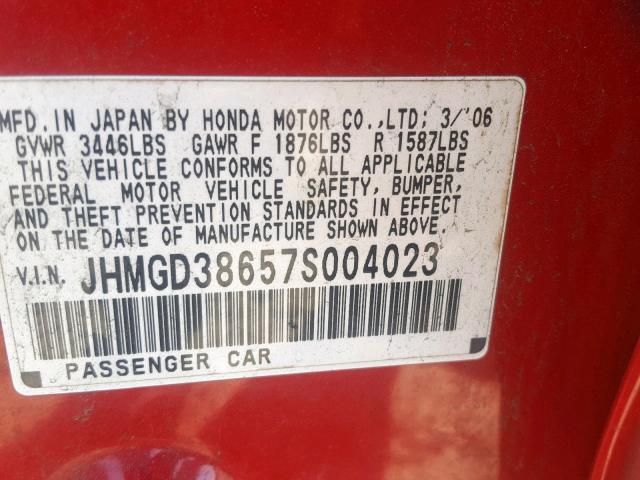 MFD. IN JAPAN BY HONDA MOTOR CO.,LTD; 3/'06
GVWR 3446LBS GAWR F 1876LBS R 1587LBS
THIS VEHICLE CONFORMS TO ALL APPLICABLE
FEDERAL MOTOR VEHICLE SAFETY, BUMPER,
AND THEFT PREVENTION STANDARDS IN EFFECT
ON THE DATE OF MANUFACTURE SHOWN ABOVE.
V.I.N. JHMGD38657S004023
PASSENGER CAR